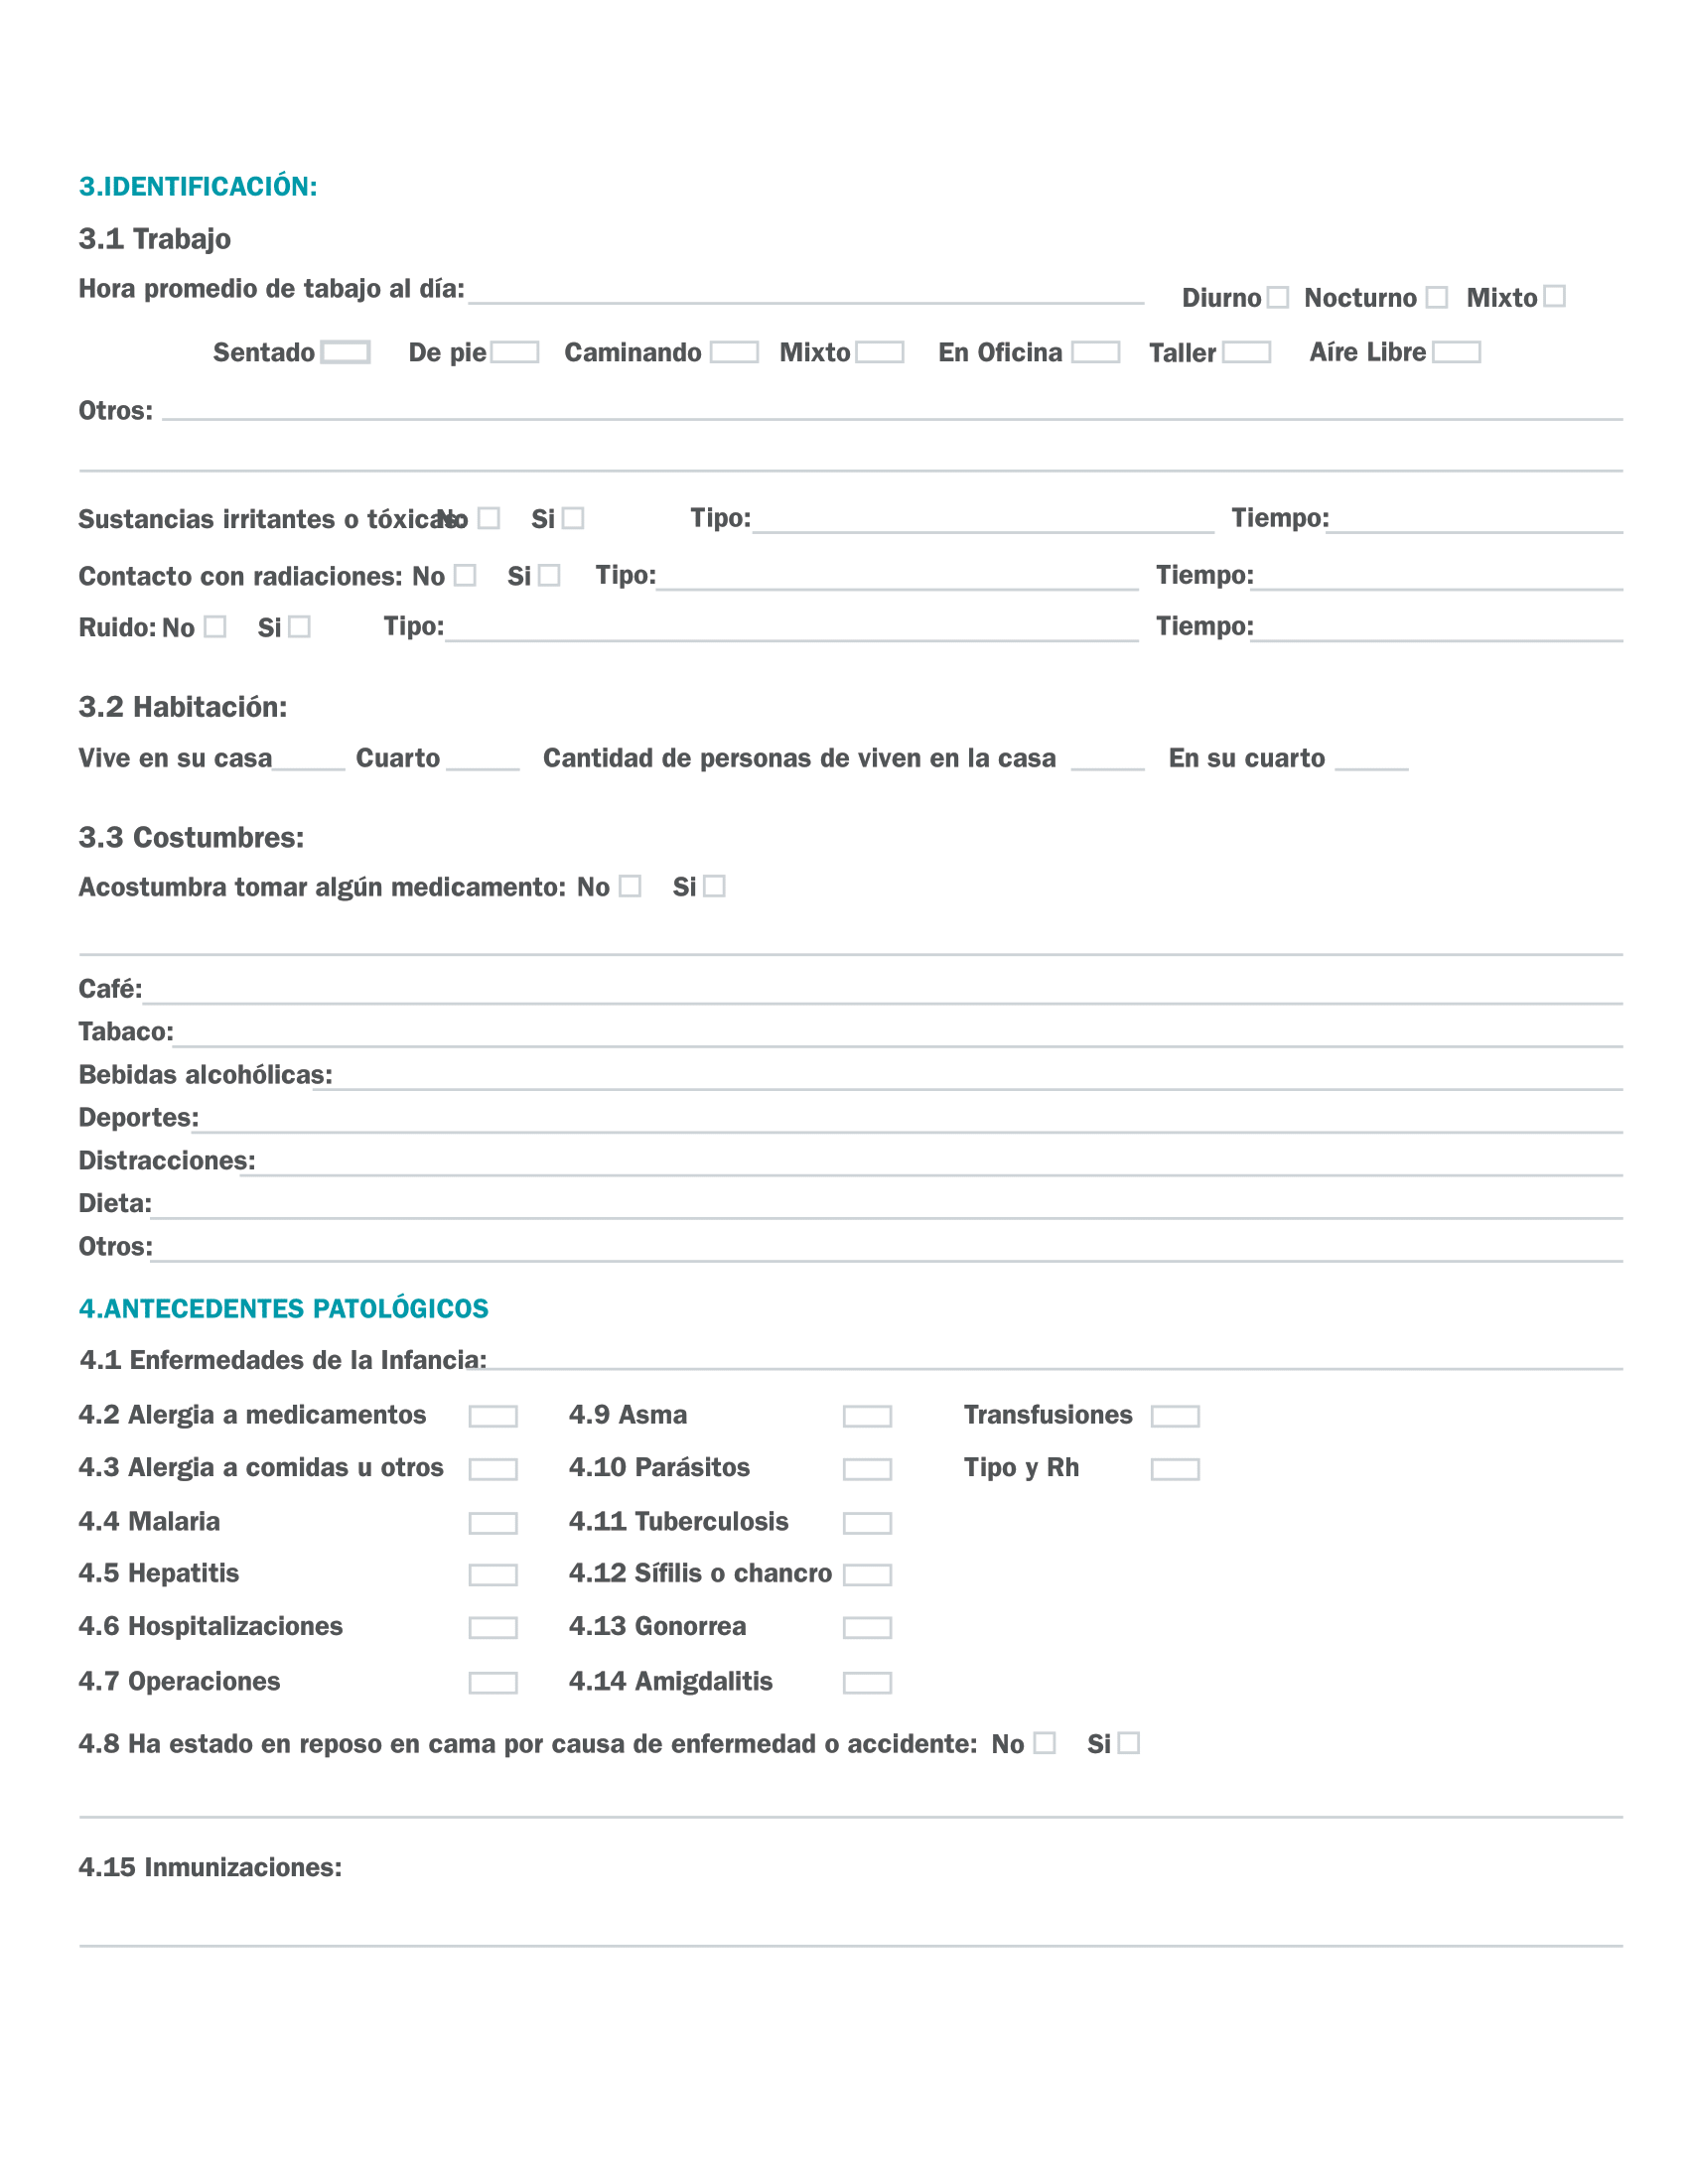 3.IDENTIFICACIÓN:
3.1 Trabajo
Hora promedio de tabajo al día: Diurno Nocturno Mixto
Sentado De pie Caminando Mixto En Oficina Taller Aíre Libre
Otros:
Sustancias irritantes o tóxicas: No Si Tipo: Tiempo:
Contacto con radiaciones: No Si Tipo: Tiempo:
Ruido: No Si Tipo: Tiempo:
3.2 Habitación:
Vive en su casa Cuarto Cantidad de personas de viven en la casa En su cuarto
3.3 Costumbres:
Acostumbra tomar algún medicamento: No Si
Café:
Tabaco:
Bebidas alcohólicas:
Deportes:
Distracciones:
Dieta:
Otros:
4.ANTECEDENTES PATOLÓGICOS
4.1 Enfermedades de la Infancia:
4.2 Alergia a medicamentos 4.9 Asma Transfusiones
4.3 Alergia a comidas u otros 4.10 Parásitos Tipo y Rh
4.4 Malaria 4.11 Tuberculosis
4.5 Hepatitis 4.12 Sífilis o chancro
4.6 Hospitalizaciones 4.13 Gonorrea
4.7 Operaciones 4.14 Amigdalitis
4.8 Ha estado en reposo en cama por causa de enfermedad o accidente: No Si
4.15 Inmunizaciones: